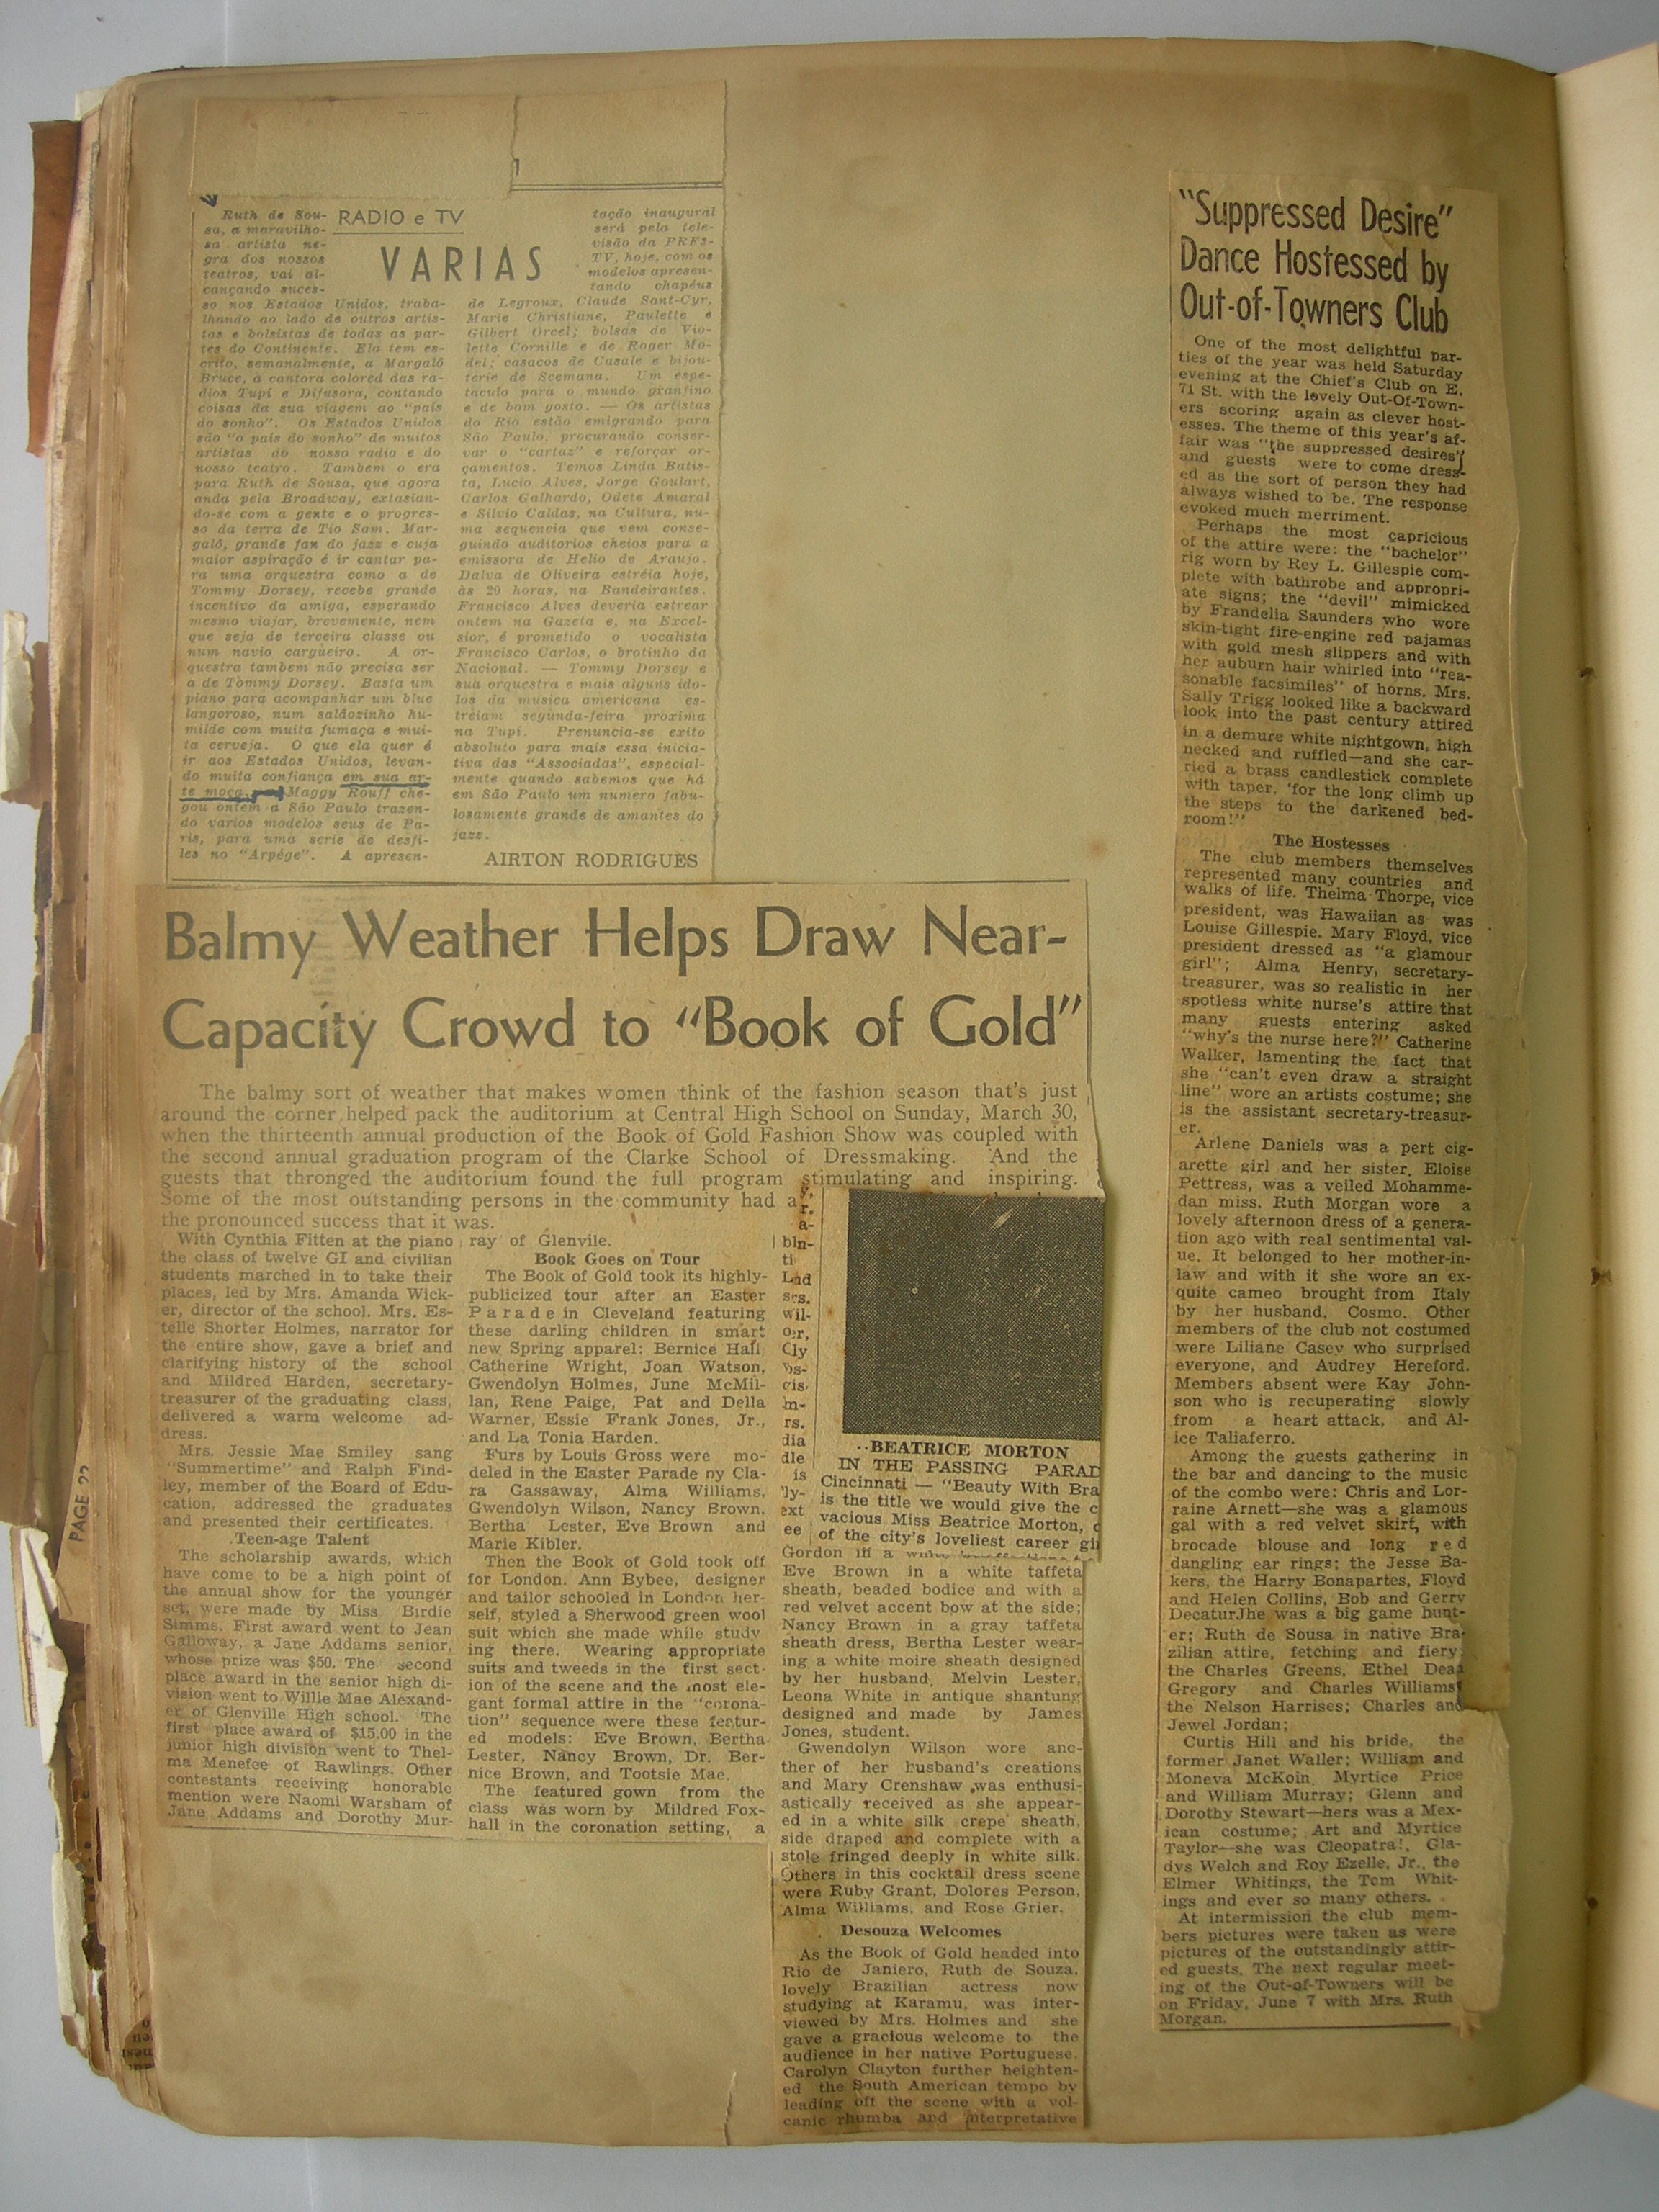 RADIO e TV
VARIAS
Ruth de Sou-
sa, a maravilho-
sa artista ne-
gra dos nossos
teatros, vai al-
cançando suces-
so nos Estados Unidos, traba-
lhando ao lado de outros artis-
tas e bolsistas de todas as par-
tes do Continente. Ela tem es-
crito, semanalmente, a Margalô
Bruce, a cantora colored das ra-
dios Tupi e Difusora, contando
coisas da sua viagem ao "pais
do sonho". Os Estados Unidos
são "o pais do sonho" de muitos
artistas do nosso radio e do
nosso teatro. Tambem o era
para Ruth de Sousa, que agora
anda pela Broadway, extasian-
do-se com a gente e o progres-
so da terra de Tio Sam. Mar-
galô, grande fan do jazz e cuja
maior aspiração é ir cantar pa-
ra uma orquestra como a de
Tommy Dorsey, recebe grande
incentivo da amiga, esperando
mesmo viajar, brevemente, nem
que seja de terceira classe ou
num navio cargueiro. A or-
questra tambem não precisa ser
a de Tommy Dorsey. Basta um
piano para acompanhar um blue
langoroso, num salãozinho hu-
milde com muita fumaça e mui-
ta cerveja. O que ela quer é
ir aos Estados Unidos, levan-
do muita confiança em sua ar-
te moça. — Maggy Rouff che-
gou ontem a São Paulo trazen-
do varios modelos seus de Pa-
ris, para uma serie de desfi-
les no "Arpége". A apresen-
tação inaugural
será pela tele-
visão da PRF3-
TV, hoje, com os
modelos apresen-
tando chapéus
de Legroux, Claude Sant-Cyr,
Marie Christiane, Paulette e
Gilbert Orcel; bolsas de Vio-
lette Cornille e de Roger Mo-
del; casacos de Casale e bijou-
terie de Scemana. Um espe-
taculo para o mundo granfino
e de bom gosto. — Os artistas
do Rio estão emigrando para
São Paulo, procurando conser-
var o "cartaz" e reforçar or-
çamentos. Temos Linda Batis-
ta, Lucio Alves, Jorge Goulart,
Carlos Galhardo, Odete Amaral
e Silvio Caldas, na Cultura, nu-
ma sequencia que vem conse-
guindo auditorios cheios para a
emissora de Helio de Araujo.
Dalva de Oliveira estréia hoje,
às 20 horas, na Bandeirantes.
Francisco Alves deveria estrear
ontem na Gazeta e, na Excel-
sior, é prometido o vocalista
Francisco Carlos, o brotinho da
Nacional. — Tommy Dorsey e
sua orquestra e mais alguns ido-
los da musica americana es-
tréiam segunda-feira proxima
na Tupi. Prenuncia-se exito
absoluto para mais essa inicia-
tiva das "Associadas", especial-
mente quando sabemos que há
em São Paulo um numero fabu-
losamente grande de amantes do
jazz.
AIRTON RODRIGUES
Balmy Weather Helps Draw Near-
Capacity Crowd to "Book of Gold"
The balmy sort of weather that makes women think of the fashion season that's just
around the corner helped pack the auditorium at Central High School on Sunday, March 30,
when the thirteenth annual production of the Book of Gold Fashion Show was coupled with
the second annual graduation program of the Clarke School of Dressmaking. And the
guests that thronged the auditorium found the full program stimulating and inspiring.
Some of the most outstanding persons in the community had a
the pronounced success that it was.
With Cynthia Fitten at the piano
the class of twelve GI and civilian
students marched in to take their
places, led by Mrs. Amanda Wick-
er, director of the school. Mrs. Es-
telle Shorter Holmes, narrator for
the entire show, gave a brief and
clarifying history of the school
and Mildred Harden, secretary-
treasurer of the graduating class,
delivered a warm welcome ad-
dress.
Mrs. Jessie Mae Smiley sang
"Summertime" and Ralph Find-
ley, member of the Board of Edu-
cation, addressed the graduates
and presented their certificates.
Teen-age Talent
The scholarship awards, which
have come to be a high point of
the annual show for the younger
set, were made by Miss Birdie
Simms. First award went to Jean
Galloway, a Jane Addams senior,
whose prize was $50. The second
place award in the senior high di-
vision went to Willie Mae Alexand-
er of Glenville High school. The
first place award of $15.00 in the
junior high division went to Thel-
ma Menefee of Rawlings. Other
contestants receiving honorable
mention were Naomi Warsham of
Jane Addams and Dorothy Mur-
ray of Glenvile.
Book Goes on Tour
The Book of Gold took its highly-
publicized tour after an Easter
Parade in Cleveland featuring
these darling children in smart
new Spring apparel: Bernice Hall,
Catherine Wright, Joan Watson,
Gwendolyn Holmes, June McMil-
lan, Rene Paige, Pat and Della
Warner, Essie Frank Jones, Jr.,
and La Tonia Harden.
Furs by Louis Gross were mo-
deled in the Easter Parade by Cla-
ra Gassaway, Alma Williams,
Gwendolyn Wilson, Nancy Brown,
Bertha Lester, Eve Brown and
Marie Kibler.
Then the Book of Gold took off
for London. Ann Bybee, designer
and tailor schooled in London her-
self, styled a Sherwood green wool
suit which she made while study
ing there. Wearing appropriate
suits and tweeds in the first sect-
ion of the scene and the most ele-
gant formal attire in the "corona-
tion" sequence were these featur-
ed models: Eve Brown, Bertha
Lester, Nancy Brown, Dr. Ber-
nice Brown, and Tootsie Mae.
The featured gown from the
class was worn by Mildred Fox-
hall in the coronation setting, a
y,
r.
a-
bln-
ti
Lad
ses.
wil-
or,
Cly
os-
cis,
m-
rs.
dia
dle
is
'ly-
ext
ee
BEATRICE MORTON
IN THE PASSING PARAD
Cincinnati — "Beauty With Bra
is the title we would give the c
vacious Miss Beatrice Morton,
of the city's loveliest career gi
Gordon in a
Eve Brown in a white taffeta
sheath, beaded bodice and with a
red velvet accent bow at the side;
Nancy Brown in a gray taffeta
sheath dress, Bertha Lester wear-
ing a white moire sheath designed
by her husband, Melvin Lester,
Leona White in antique shantung
designed and made by James
Jones, student.
Gwendolyn Wilson wore ano-
ther of her husband's creations
and Mary Crenshaw was enthusi-
astically received as she appear-
ed in a white silk crepe sheath,
side draped and complete with a
stole fringed deeply in white silk.
Others in this cocktail dress scene
were Ruby Grant, Dolores Person,
Alma Williams, and Rose Grier.
Desouza Welcomes
As the Book of Gold headed into
Rio de Janiero, Ruth de Souza,
lovely Brazilian actress now
studying at Karamu, was inter-
viewed by Mrs. Holmes and she
gave a gracious welcome to the
audience in her native Portuguese.
Carolyn Clayton further heighten-
ed the South American tempo by
leading off the scene with a vol-
canic rhumba and interpretative
"Suppressed Desire"
Dance Hostessed by
Out-of-Towners Club
One of the most delightful par-
ties of the year was held Saturday
evening at the Chief's Club on E.
71 St. with the lovely Out-Of-Town-
ers scoring again as clever host-
esses. The theme of this year's af-
fair was "the suppressed desires"
and guests were to come dress-
ed as the sort of person they had
always wished to be. The response
evoked much merriment.
Perhaps the most capricious
of the attire were: the "bachelor"
rig worn by Rey L. Gillespie com-
plete with bathrobe and appropri-
ate signs; the "devil" mimicked
by Frandelia Saunders who wore
skin-tight fire-engine red pajamas
with gold mesh slippers and with
her auburn hair whirled into "rea-
sonable facsimiles" of horns. Mrs.
Sally Trigg looked like a backward
look into the past century attired
in a demure white nightgown, high
necked and ruffled—and she car-
ried a brass candlestick complete
with taper, 'for the long climb up
the steps to the darkened bed-
room!"
The Hostesses
The club members themselves
represented many countries and
walks of life. Thelma Thorpe, vice
president, was Hawaiian as was
Louise Gillespie. Mary Floyd, vice
president dressed as "a glamour
girl"; Alma Henry, secretary-
treasurer, was so realistic in her
spotless white nurse's attire that
many guests entering asked
"why's the nurse here?" Catherine
Walker, lamenting the fact that
she "can't even draw a straight
line" wore an artists costume; she
is the assistant secretary-treasur-
er.
Arlene Daniels was a pert cig-
arette girl and her sister, Eloise
Pettress, was a veiled Mohamme-
dan miss. Ruth Morgan wore a
lovely afternoon dress of a genera-
tion ago with real sentimental val-
ue. It belonged to her mother-in-
law and with it she wore an ex-
quite cameo brought from Italy
by her husband, Cosmo. Other
members of the club not costumed
were Liliane Casey who surprised
everyone, and Audrey Hereford.
Members absent were Kay John-
son who is recuperating slowly
from a heart attack, and Al-
ice Taliaferro.
Among the guests gathering in
the bar and dancing to the music
of the combo were: Chris and Lor-
raine Arnett—she was a glamous
gal with a red velvet skirt, with
brocade blouse and long red
dangling ear rings; the Jesse Ba-
kers, the Harry Bonapartes, Floyd
and Helen Collins, Bob and Gerry
DecaturJhe was a big game hunt-
er; Ruth de Sousa in native Bra-
zilian attire, fetching and fiery;
the Charles Greens, Ethel Dean
Gregory and Charles Williams;
the Nelson Harrises; Charles and
Jewel Jordan;
Curtis Hill and his bride, the
former Janet Waller; William and
Moneva McKoin, Myrtice Price
and William Murray; Glenn and
Dorothy Stewart—hers was a Mex-
ican costume; Art and Myrtice
Taylor—she was Cleopatra!, Gla-
dys Welch and Roy Ezelle, Jr., the
Elmer Whitings, the Tom Whit-
ings and ever so many others.
At intermission the club mem-
bers pictures were taken as were
pictures of the outstandingly attir-
ed guests. The next regular meet-
ing of the Out-of-Towners will be
on Friday, June 7 with Mrs. Ruth
Morgan.
PAGE